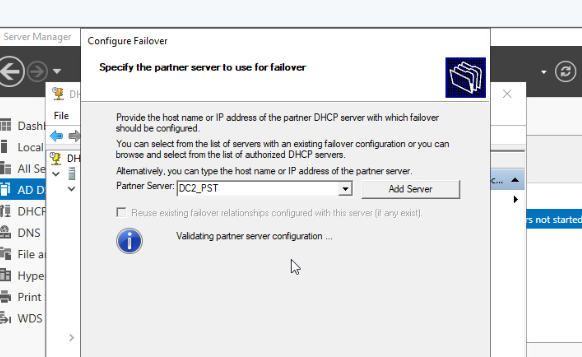 Server Manager
Configure Failover
Specify the partner server to use for failover
Provide the host name or IP address of the partner DHCP server with which failover
should be configured.
You can select from the list of servers with an existing failover configuration or you can
browse and select from the list of authorized DHCP servers.
Alternatively, you can type the host name or IP address of the partner server.
Partner Server: DC2_PST Add Server
Reuse existing failover relationships configured with this server (if any exist).
Validating partner server configuration ...
DH
File
DH
Dash
Local
All Se
AD D
DHCP
DNS
File a
Hype
Print
WDS
c...
rs not started